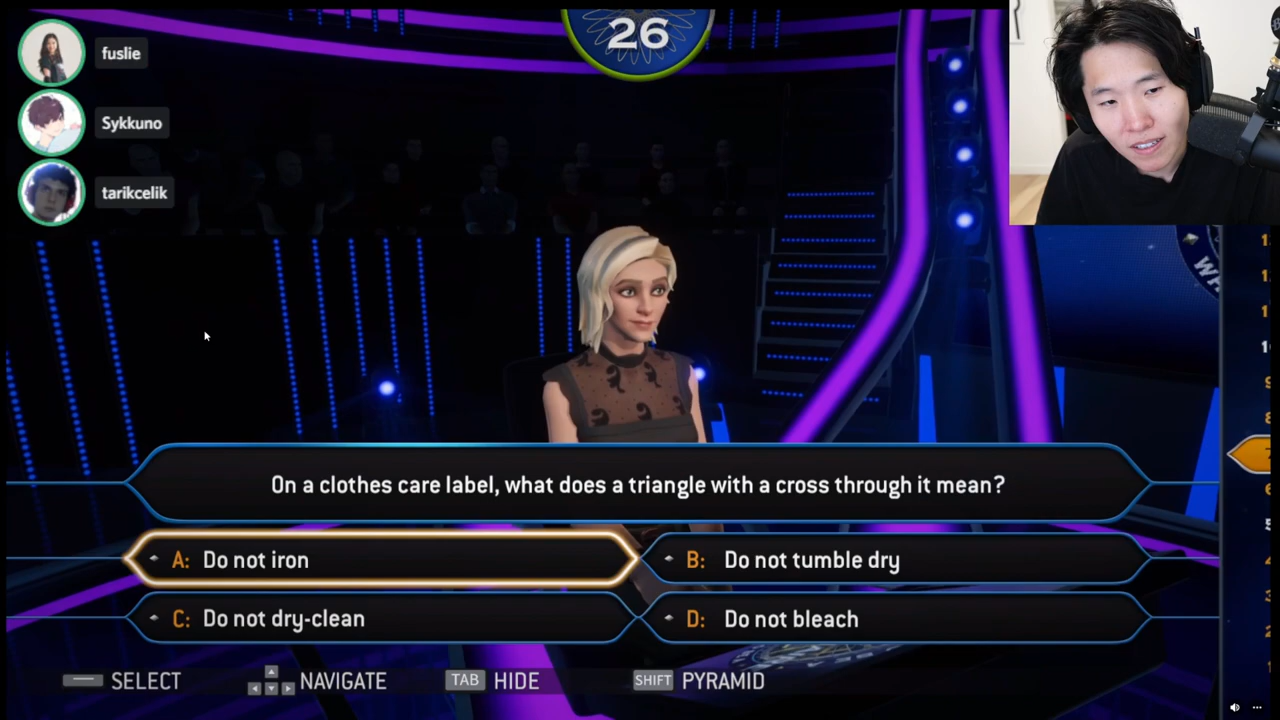 26
fuslie
Sykkuno
tarikcelik
WH
On a clothes care label, what does a triangle with a cross through it mean?
A: Do not iron
B: Do not tumble dry
C: Do not dry-clean
D: Do not bleach
SELECT
NAVIGATE
TAB HIDE
SHIFT PYRAMID